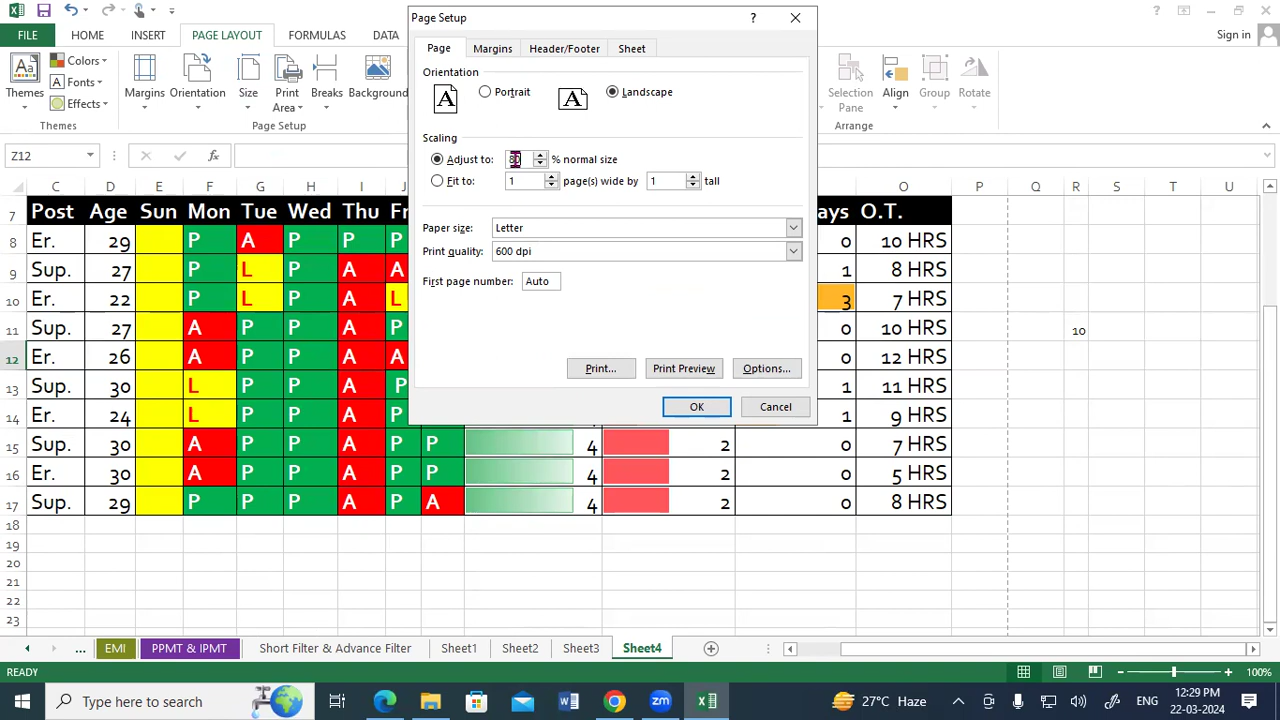 Page Setup
? ×
Sign in
FILE HOME INSERT PAGE LAYOUT FORMULAS DATA
Page Margins Header/Footer Sheet
Orientation
Portrait Landscape
A A
Aa Themes
Colors
Fonts
Effects
Margins Orientation Size Print Area Breaks Background
Selection Pane Align Group Rotate
Themes Page Setup Arrange
Scaling
Adjust to: 80 % normal size
Fit to: 1 page(s) wide by 1 tall
Paper size: Letter
Print quality: 600 dpi
First page number: Auto
Print... Print Preview Options...
OK Cancel
Z12
C D E F G H I J O P Q R S T U
7 Post Age Sun Mon Tue Wed Thu Fr ays O.T.
8 Er. 29 P A P P P 0 10 HRS
9 Sup. 27 P L P A A 1 8 HRS
10 Er. 22 P L P A L 3 7 HRS
11 Sup. 27 A P P A P 0 10 HRS 10
12 Er. 26 A P P A A 0 12 HRS
13 Sup. 30 L P P A P 1 11 HRS
14 Er. 24 L P P A 1 9 HRS
15 Sup. 30 A P P A P P 4 2 0 7 HRS
16 Er. 30 A P P A P P 4 2 0 5 HRS
17 Sup. 29 P P P A P A 4 2 0 8 HRS
18
19
20
21
22
23
... EMI PPMT & IPMT Short Filter & Advance Filter Sheet1 Sheet2 Sheet3 Sheet4
READY 100%
Type here to search 27°C Haze ENG 12:29 PM
22-03-2024